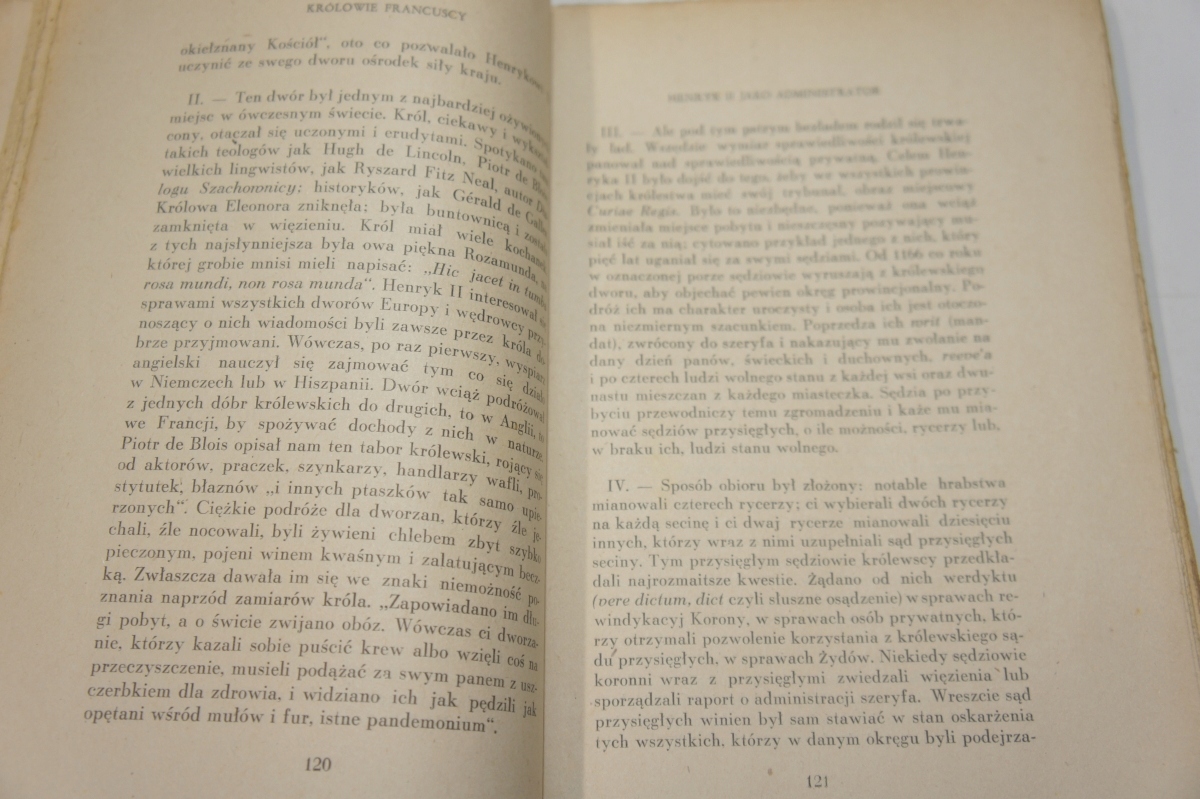 KRÓLOWIE FRANCUSCY
okiełznany Kościół", oto co pozwalało Henrykowi
uczynić ze swego dworu ośrodek siły kraju.
II. — Ten dwór był jednym z najbardziej ożywionych
miejsc w ówczesnym świecie. Król, ciekawy i wykształ-
cony, otaczał się uczonymi i erudytami. Spotykano tam
takich teologów jak Hugh de Lincoln, Piotr de Blois,
wielkich lingwistów, jak Ryszard Fitz Neal, autor Dia-
logu Szachownicy; historyków, jak Gérald de Galles.
Królowa Eleonora zniknęła; była buntownicą i została
zamknięta w więzieniu. Król miał wiele kochanek,
z tych najsłynniejsza była owa piękna Rozamunda, na
której grobie mnisi mieli napisać: „Hic jacet in tumba
rosa mundi, non rosa munda". Henryk II interesował się
sprawami wszystkich dworów Europy i wędrowcy przy-
noszący o nich wiadomości byli zawsze przez króla do-
brze przyjmowani. Wówczas, po raz pierwszy, wyspiarz
angielski nauczył się zajmować tym co się działo
w Niemczech lub w Hiszpanii. Dwór wciąż podróżował
z jednych dóbr królewskich do drugich, to w Anglii, to
we Francji, by spożywać dochody z nich w naturze.
Piotr de Blois opisał nam ten tabor królewski, rojący się
od aktorów, praczek, szynkarzy, handlarzy wafli, pro-
stytutek, błaznów „i innych ptaszków tak samo upie-
rzonych". Ciężkie podróże dla dworzan, którzy źle je-
chali, źle nocowali, byli żywieni chlebem zbyt szybko
pieczonym, pojeni winem kwaśnym i zalatującym becz-
ką. Zwłaszcza dawała im się we znaki niemożność po-
znania naprzód zamiarów króla. „Zapowiadano im dłu-
gi pobyt, a o świcie zwijano obóz. Wówczas ci dworza-
nie, którzy kazali sobie puścić krew albo wzięli coś na
przeczyszczenie, musieli podążać za swym panem z usz-
czerbkiem dla zdrowia, i widziano ich jak pędzili jak
opętani wśród mułów i fur, istne pandemonium".
120
HENRYK II JAKO ADMINISTRATOR
III. — Ale pod tym pstrym bezładem rodził się trwa-
ły ład. Wszędzie wymiar sprawiedliwości królewskiej
panował nad sprawiedliwością prywatną. Celem Hen-
ryka II było dojść do tego, żeby we wszystkich prowin-
cjach królestwa mieć swój trybunał, obraz miejscowy
Curiae Regis. Było to niezbędne, ponieważ ona wciąż
zmieniała miejsce pobytu i nieszczęsny pozywający mu-
siał iść za nią; cytowano przykład jednego z nich, który
pięć lat uganiał się za swymi sędziami. Od 1166 co roku
w oznaczonej porze sędziowie wyruszają z królewskiego
dworu, aby objechać pewien okręg prowincjonalny. Po-
dróż ich ma charakter uroczysty i osoba ich jest otoczo-
na niezmiernym szacunkiem. Poprzedza ich writ (man-
dat), zwrócony do szeryfa i nakazujący mu zwołanie na
dany dzień panów, świeckich i duchownych, reeve'a
i po czterech ludzi wolnego stanu z każdej wsi oraz dwu-
nastu mieszczan z każdego miasteczka. Sędzia po przy-
byciu przewodniczy temu zgromadzeniu i każe mu mia-
nować sędziów przysięgłych, o ile możności, rycerzy lub,
w braku ich, ludzi stanu wolnego.
IV. — Sposób obioru był złożony: notable hrabstwa
mianowali czterech rycerzy; ci wybierali dwóch rycerzy
na każdą secinę i ci dwaj rycerze mianowali dziesięciu
innych, którzy wraz z nimi uzupełniali sąd przysięgłych
seciny. Tym przysięgłym sędziowie królewscy przedkła-
dali najrozmaitsze kwestie. Żądano od nich werdyktu
(vere dictum, dict czyli słuszne osądzenie) w sprawach re-
windykacyj Korony, w sprawach osób prywatnych, któ-
rzy otrzymali pozwolenie korzystania z królewskiego są-
du przysięgłych, w sprawach Żydów. Niekiedy sędziowie
koronni wraz z przysięgłymi zwiedzali więzienia lub
sporządzali raport o administracji szeryfa. Wreszcie sąd
przysięgłych winien był sam stawiać w stan oskarżenia
tych wszystkich, którzy w danym okręgu byli podejrza-
121